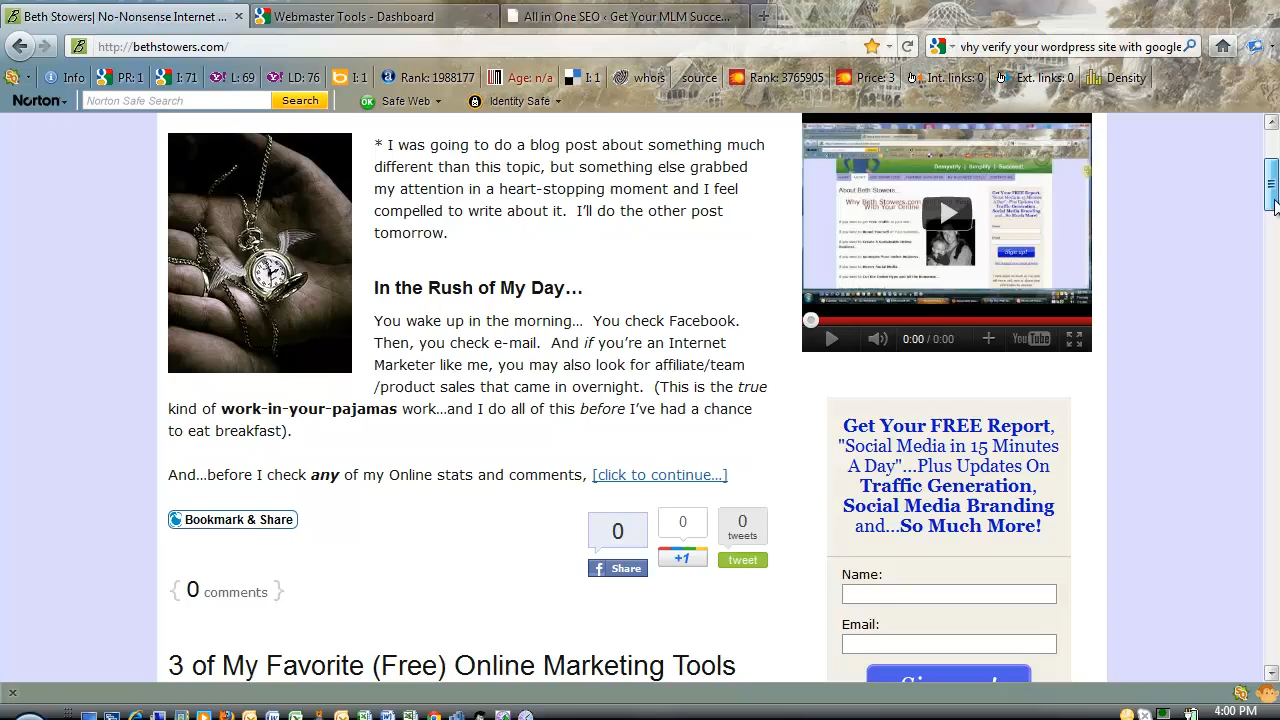 Beth Stowers| No-Nonsense Internet ...
Webmaster Tools - Dashboard
All in One SEO ‹ Get Your MLM Succe...
http://bethstowers.com/
vhy verify your wordpress site with google
Info PR: 1 I: 71 L: 69 LD: 76 I: 1 Rank: 1988177 Age: n/a I: 1 whois source Rank: 3765905 Price: 3 Int. links: 0 Ext. links: 0 Density
Norton Norton Safe Search Search OK Safe Web Identity Safe
* I was going to do a blog post about something much
my attention in a heart-stopping moment and I feel
compelled to write about it. I'll do the other post
tomorrow.
In the Rush of My Day…
You wake up in the morning… You check Facebook.
Then, you check e-mail. And if you're an Internet
Marketer like me, you may also look for affiliate/team
/product sales that came in overnight. (This is the true
kind of work-in-your-pajamas work…and I do all of this before I've had a chance
to eat breakfast).
And…before I check any of my Online stats and comments, [click to continue…]
Bookmark & Share
0
Share
0
+1
0
tweets
tweet
{ 0 comments }
3 of My Favorite (Free) Online Marketing Tools
Demystify | Simplify | Succeed!
About Beth Stowers...
0:00 / 0:00
YouTube
Get Your FREE Report,
"Social Media in 15 Minutes
A Day"...Plus Updates On
Traffic Generation,
Social Media Branding
and...So Much More!
Name:
Email:
4:00 PM